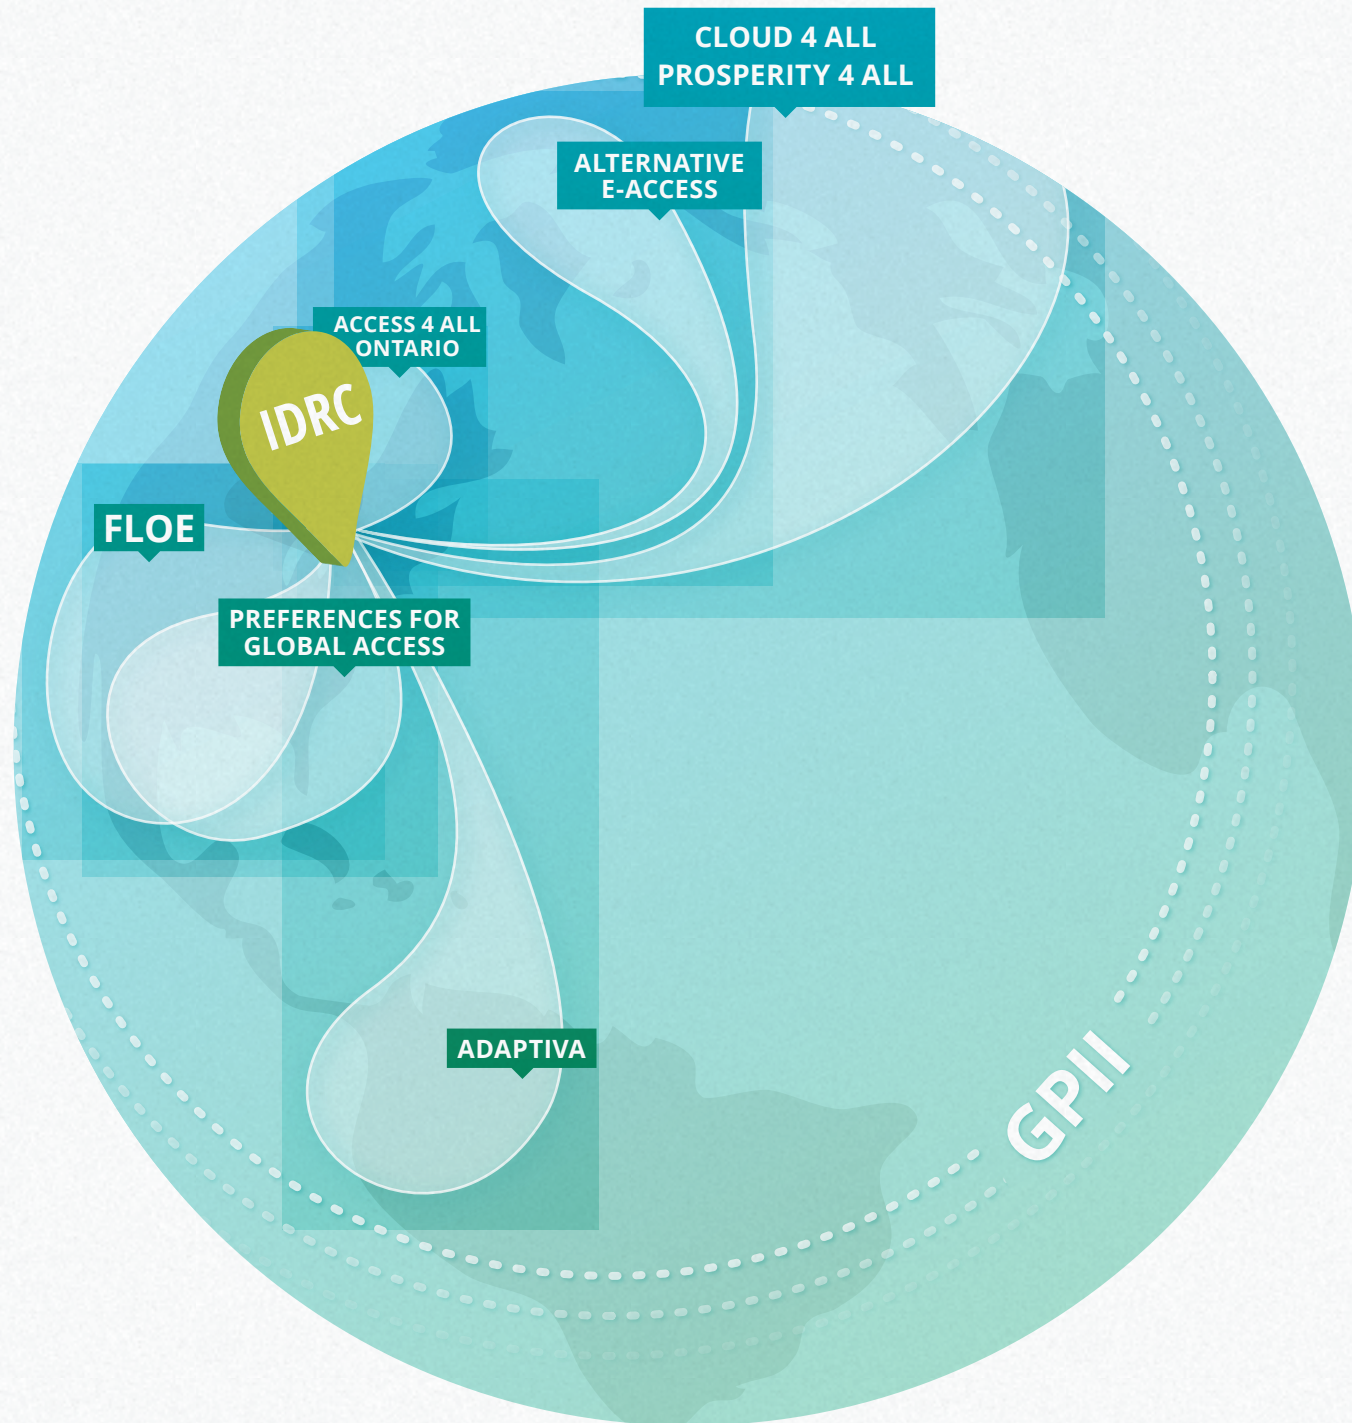 CLOUD 4 ALL
PROSPERITY 4 ALL
ALTERNATIVE
E-ACCESS
ACCESS 4 ALL
ONTARIO
IDRC
FLOE
PREFERENCES FOR
GLOBAL ACCESS
ADAPTIVA
GPII